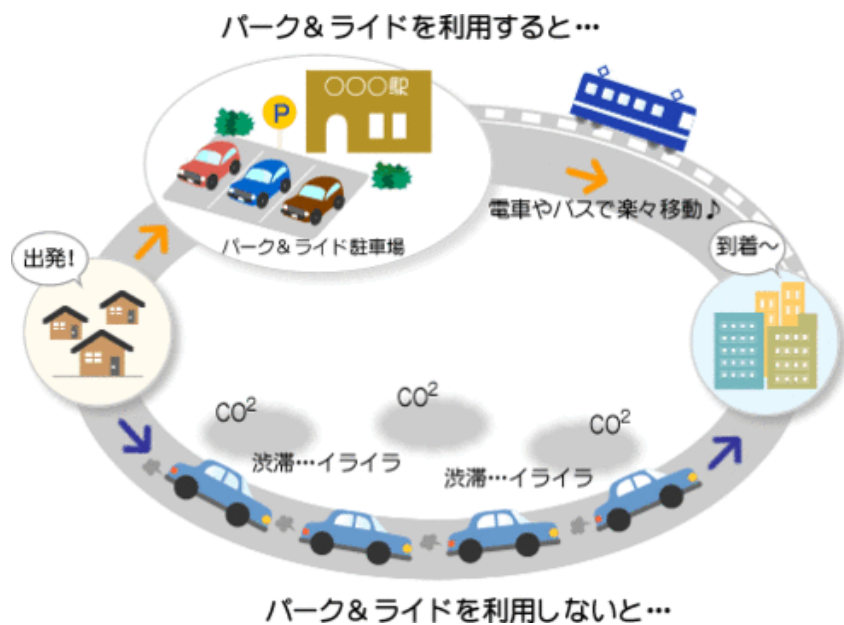 パーク&ライドを利用すると…
〇〇〇駅
P
電車やバスで楽々移動♪
パーク&ライド駐車場
到着～
出発!
CO²
CO²
CO²
渋滞…イライラ
渋滞…イライラ
パーク&ライドを利用しないと…